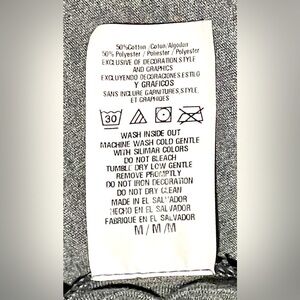 50%Cotton /Coton/Algodon
50% Polyester / Poliester / Polyester
EXCLUSIVE OF DECORATION,STYLE
AND GRAPHICS
EXCLUYENDO DECORACIONES,ESTILO
Y GRAFICOS
SANS INCLURE GARNITURES,STYLE,
ET GRAPHIQUES
30
WASH INSIDE OUT
MACHINE WASH COLD GENTLE
WITH SILIMAR COLORS
DO NOT BLEACH
TUMBLE DRY LOW GENTLE
REMOVE PROMPTLY
DO NOT IRON DECORATION
DO NOT DRY CLEAN
MADE IN EL SALVADOR
HECHO EN EL SALVADOR
FABRIQUE EN EL SALVADOR
M / M / M